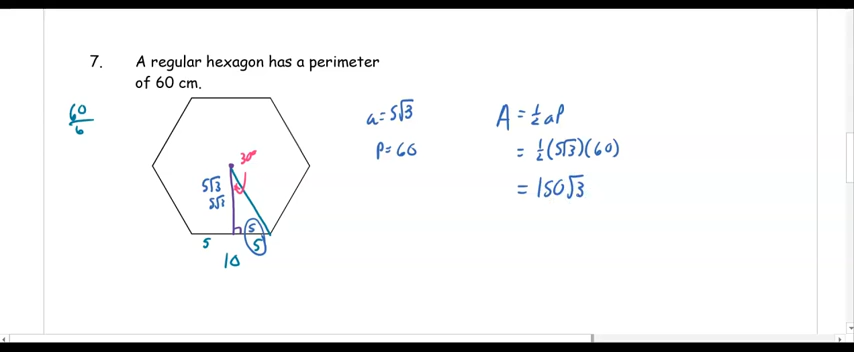 7. A regular hexagon has a perimeter
of 60 cm.
60/6
30°
5√3
5√3
5
5
5
10
a=5√3
P=60
A = ½aP
= ½(5√3)(60)
= 150√3